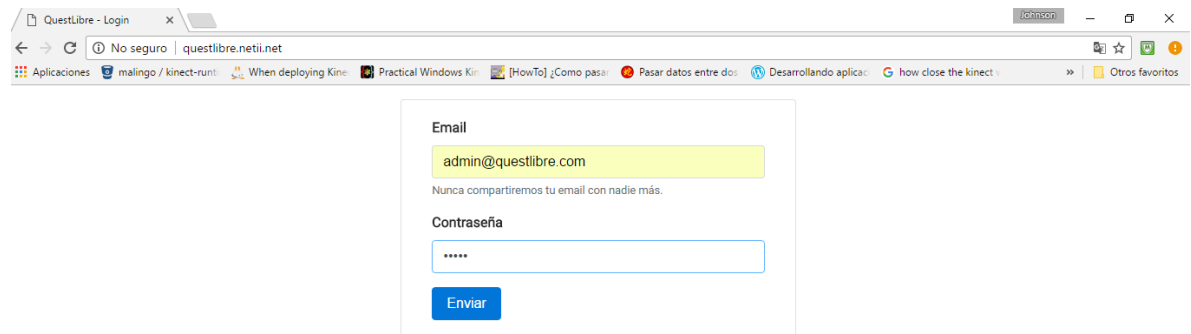 QuestLibre - Login
Johnson
No seguro questlibre.netii.net
Aplicaciones malingo / kinect-runti When deploying Kine Practical Windows Kin [HowTo] ¿Como pasar Pasar datos entre dos Desarrollando aplicac how close the kinect v » Otros favoritos
Email
admin@questlibre.com
Nunca compartiremos tu email con nadie más.
Contraseña
•••••
Enviar